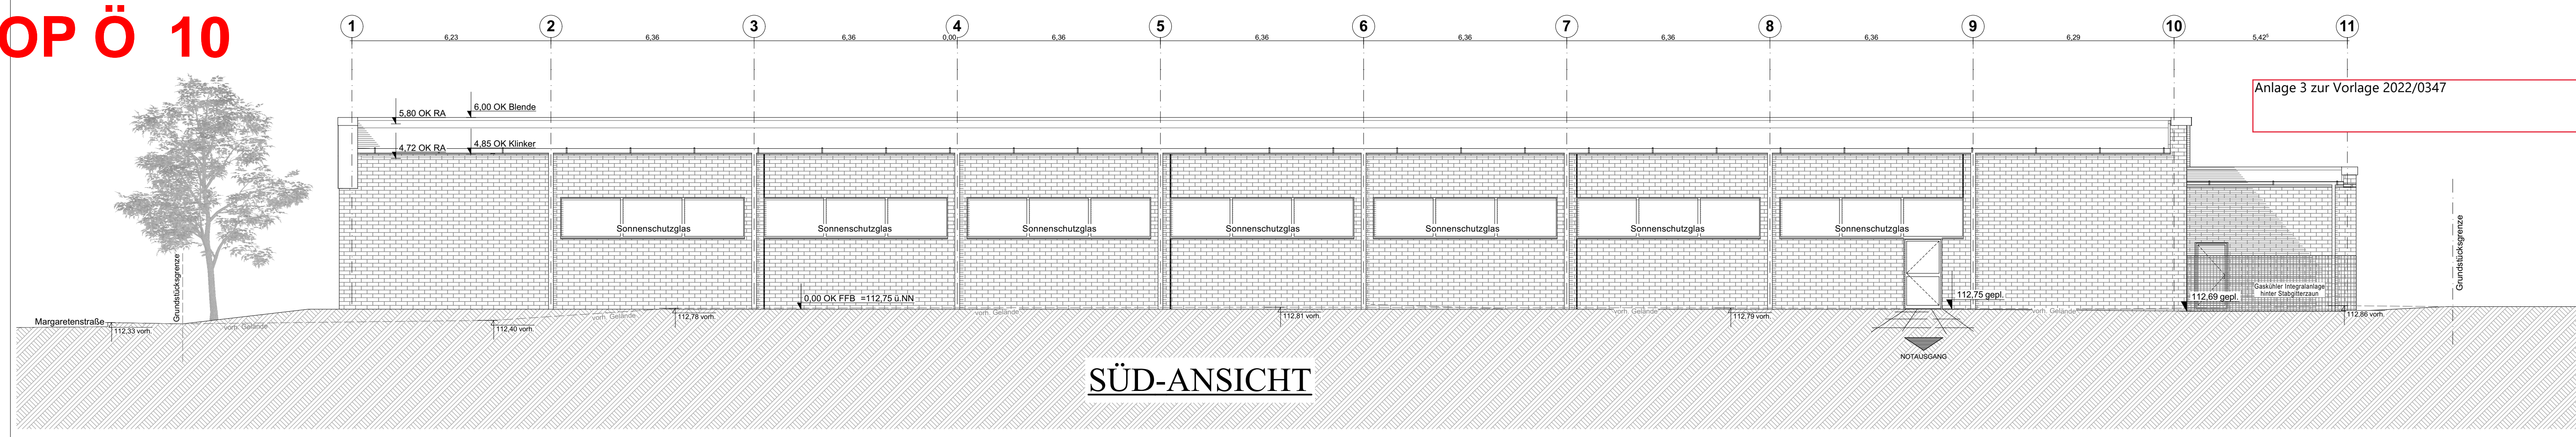 OP Ö 10
1 2 3 4 5 6 7 8 9 10 11
6,23 6,36 6,36 0,00 6,36 6,36 6,36 6,36 6,36 6,29 5,42⁵
Anlage 3 zur Vorlage 2022/0347
6,00 OK Blende
5,80 OK RA
4,85 OK Klinker
4,72 OK RA
Sonnenschutzglas Sonnenschutzglas Sonnenschutzglas Sonnenschutzglas Sonnenschutzglas Sonnenschutzglas Sonnenschutzglas
Grundstücksgrenze
Grundstücksgrenze
Gaskühler Integralanlage
hinter Stabgitterzaun
0,00 OK FFB =112,75 ü.NN
112,75 gepl.
112,69 gepl.
Margaretenstraße
112,33 vorh.
vorh. Gelände
112,40 vorh.
vorh. Gelände
112,78 vorh.
vorh. Gelände
112,81 vorh.
vorh. Gelände
112,79 vorh.
vorh. Gelände
112,86 vorh.
NOTAUSGANG
SÜD-ANSICHT